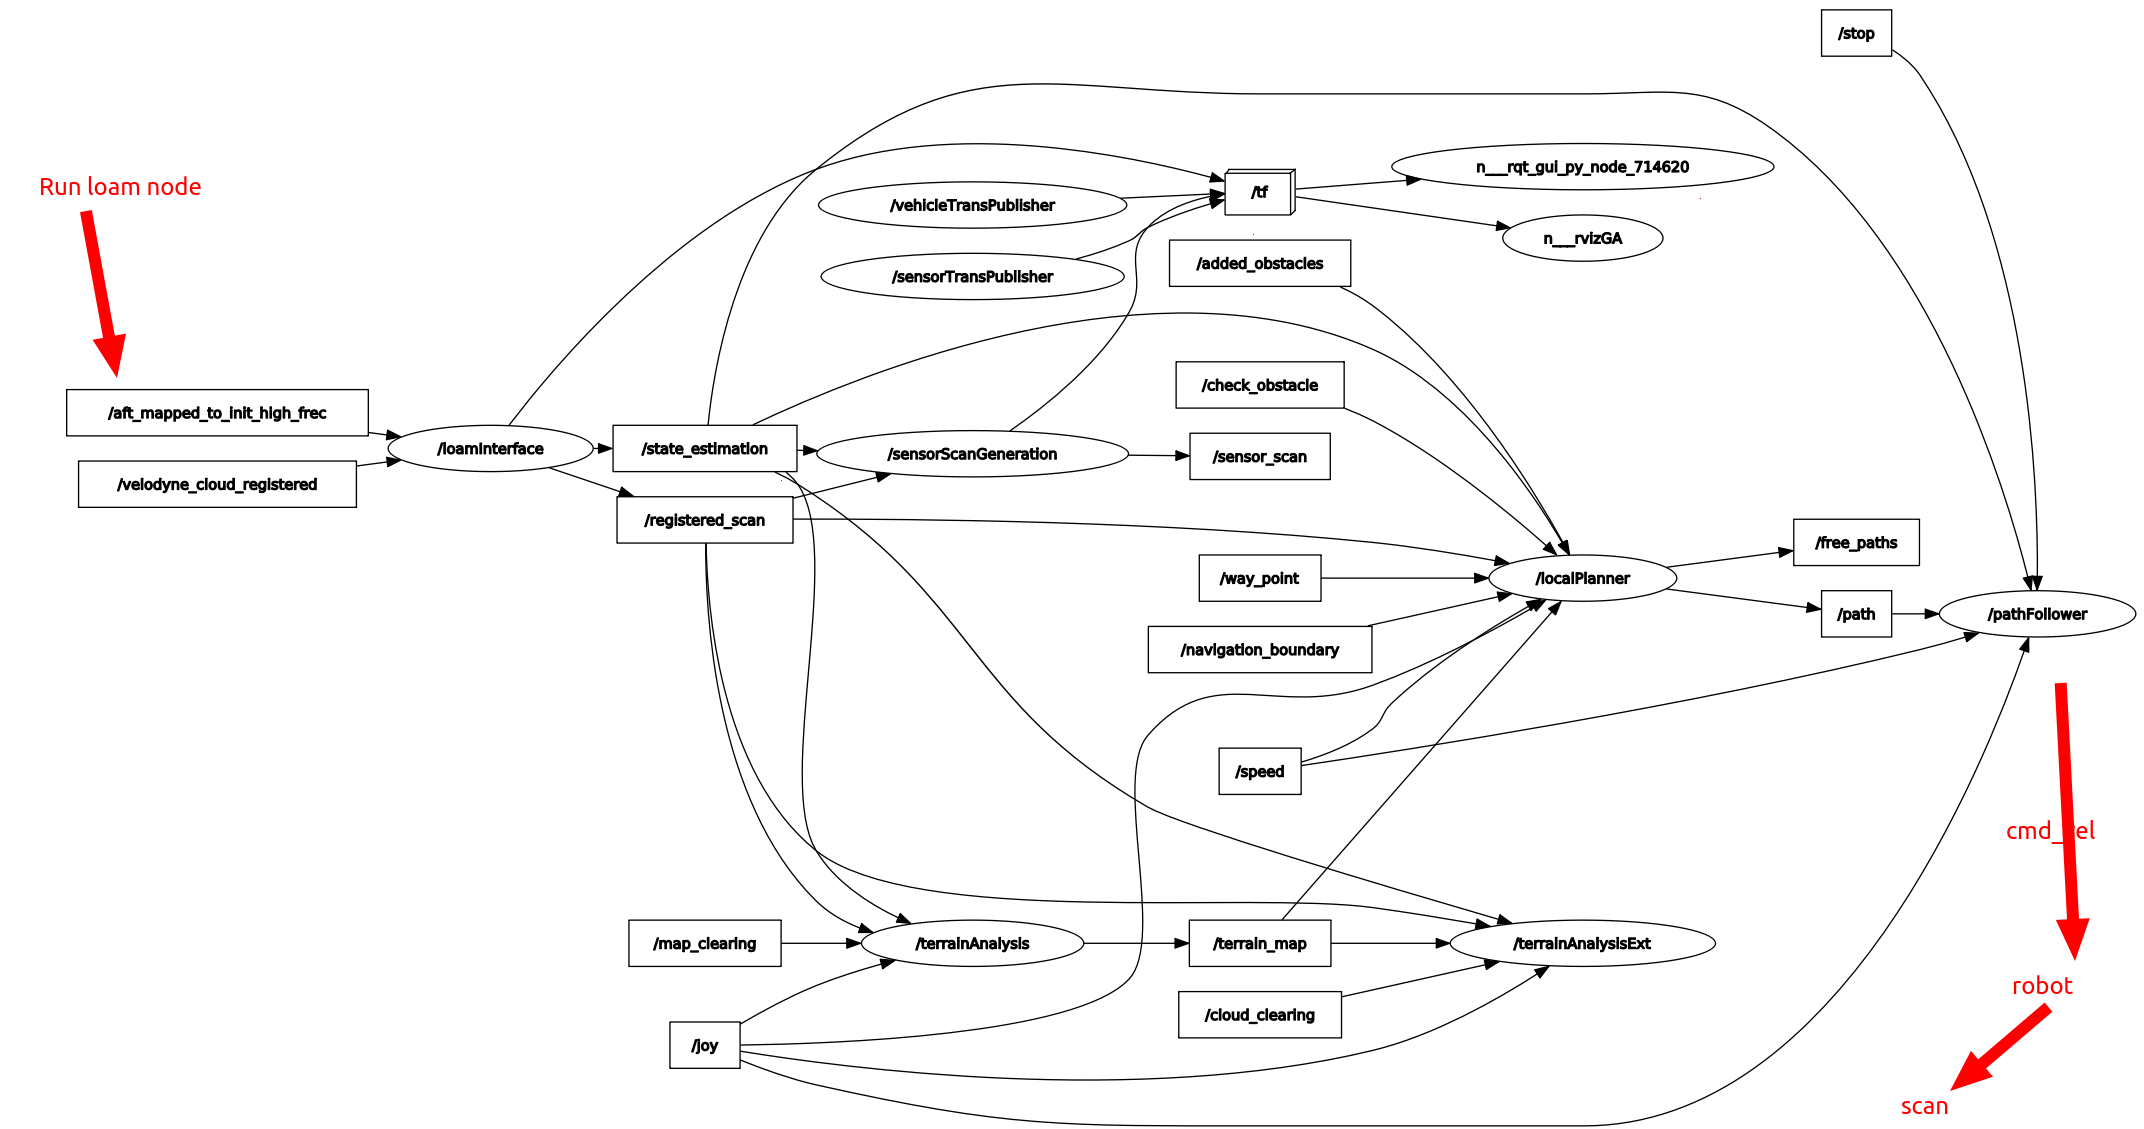 /stop
Run loam node
/vehicleTransPublisher
/tf
n___rqt_gui_py_node_714620
/sensorTransPublisher
/added_obstacles
n___rvizGA
/aft_mapped_to_init_high_frec
/velodyne_cloud_registered
/loamInterface
/state_estimation
/registered_scan
/sensorScanGeneration
/check_obstacle
/sensor_scan
/way_point
/navigation_boundary
/localPlanner
/free_paths
/path
/pathFollower
/speed
cmd_vel
/map_clearing
/terrainAnalysis
/terrain_map
/terrainAnalysisExt
/cloud_clearing
/joy
robot
scan